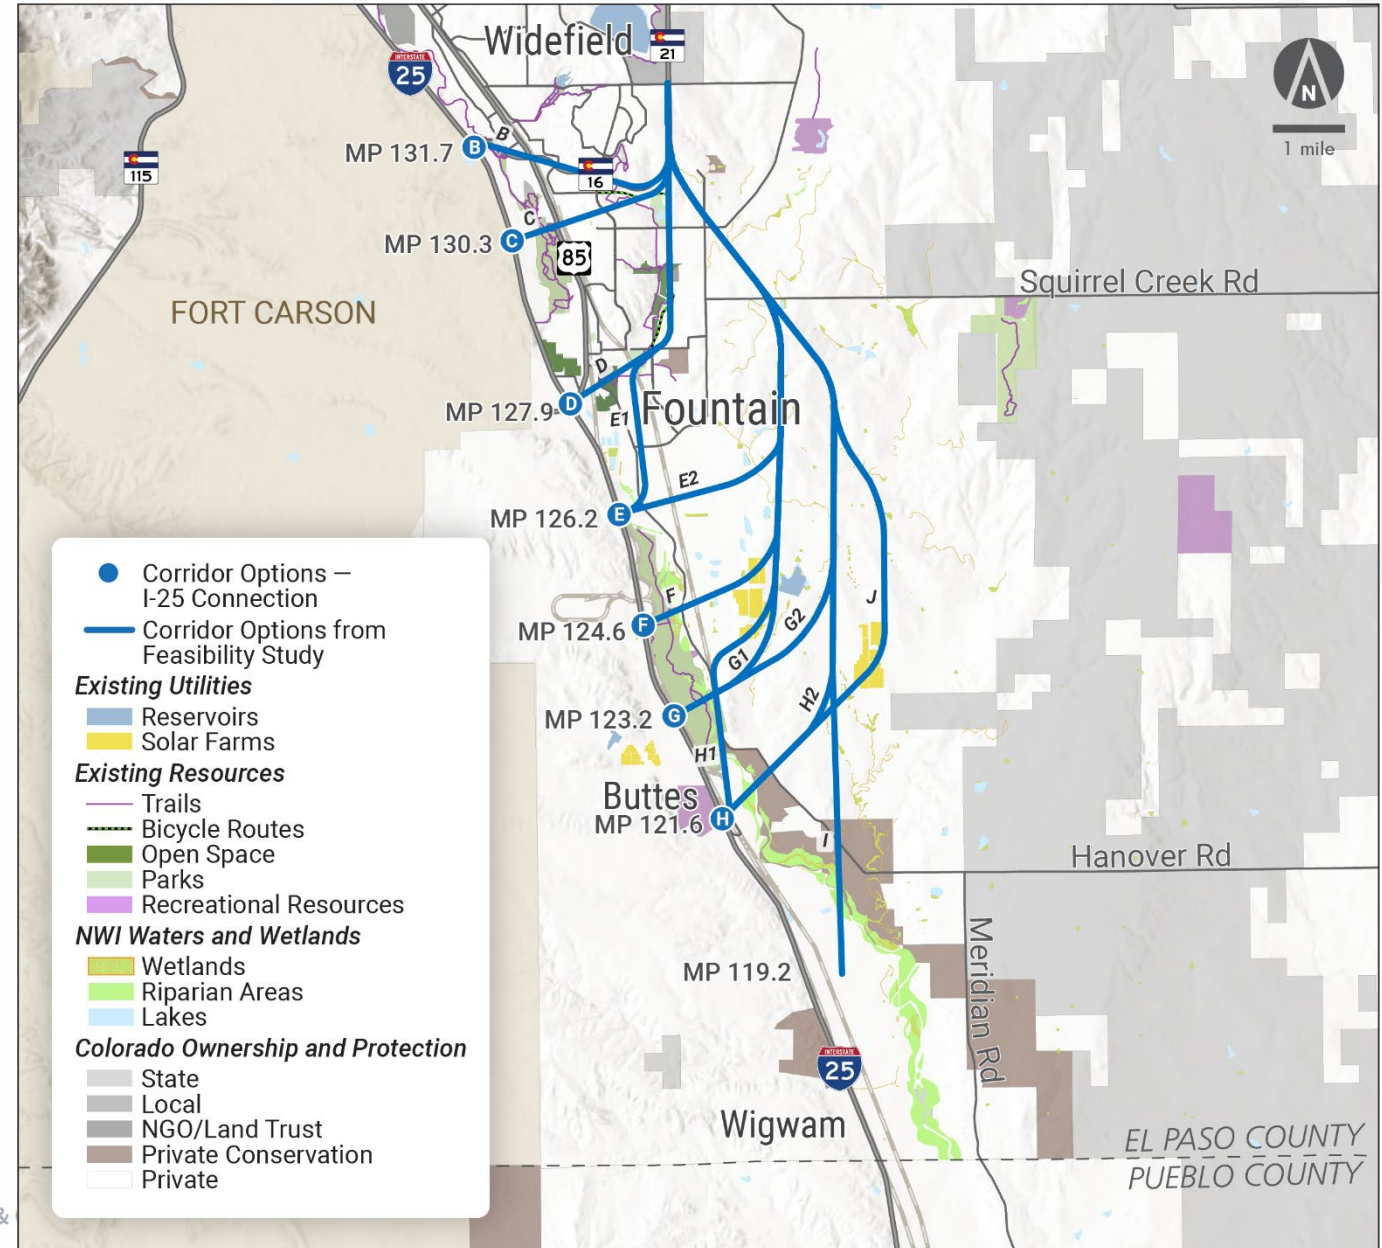 Widefield
21
INTERSTATE
25
N
1 mile
B
B
MP 131.7
115
16
C
C
MP 130.3
85
Squirrel Creek Rd
FORT CARSON
D
D
MP 127.9
E1
Fountain
E2
E
MP 126.2
F
F
MP 124.6
G1
G2
J
G
MP 123.2
H2
H1
Buttes
MP 121.6
H
I
Hanover Rd
Meridian Rd
MP 119.2
INTERSTATE
25
Wigwam
EL PASO COUNTY
PUEBLO COUNTY
Corridor Options –
I-25 Connection
Corridor Options from
Feasibility Study
Existing Utilities
Reservoirs
Solar Farms
Existing Resources
Trails
Bicycle Routes
Open Space
Parks
Recreational Resources
NWI Waters and Wetlands
Wetlands
Riparian Areas
Lakes
Colorado Ownership and Protection
State
Local
NGO/Land Trust
Private Conservation
Private
&